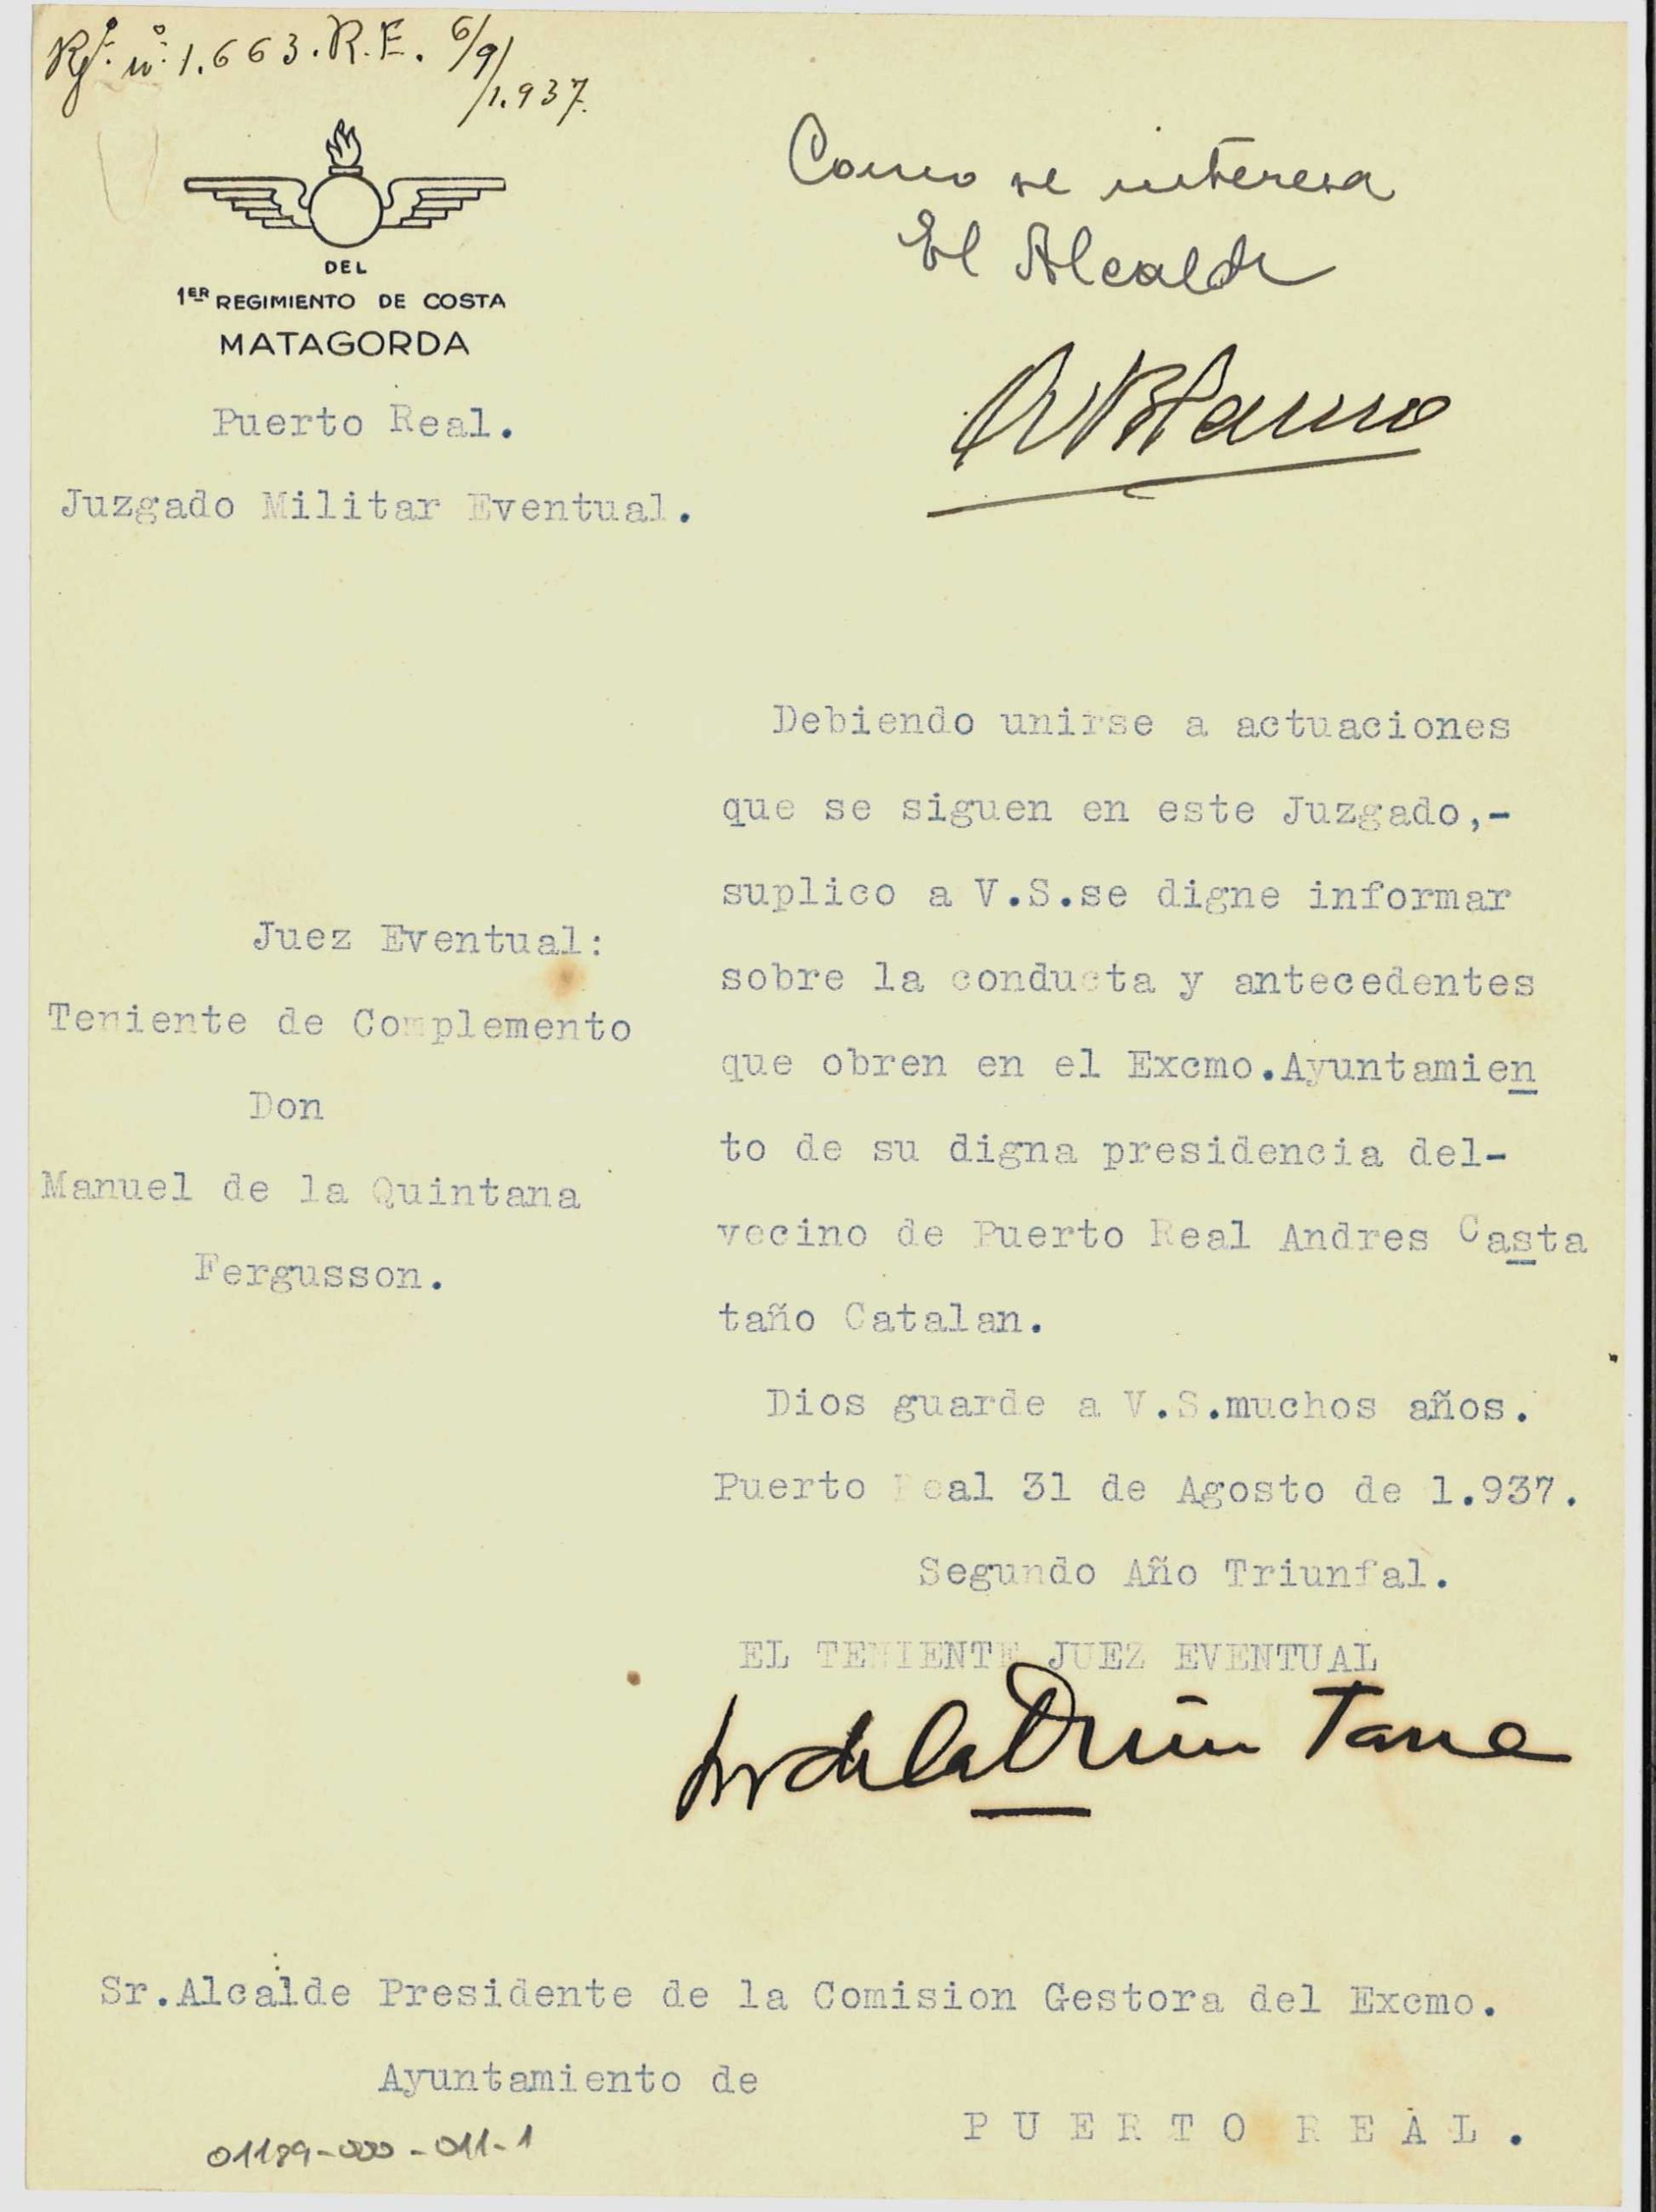 Rgº. nº. 1.663. R.E. 6/9/
/1.937.
DEL
1ER REGIMIENTO DE COSTA
MATAGORDA
Puerto Real.
Juzgado Militar Eventual.
Como se interesa
El Alcalde
Juez Eventual:
Teniente de Complemento
Don
Manuel de la Quintana
Fergusson.
Debiendo unirse a actuaciones
que se siguen en este Juzgado,-
suplico a V.S.se digne informar
sobre la conducta y antecedentes
que obren en el Excmo.Ayuntamien
to de su digna presidencia del-
vecino de Puerto Real Andres Casta
taño Catalan.
Dios guarde a V.S.muchos años.
Puerto Real 31 de Agosto de 1.937.
Segundo Año Triunfal.
EL TENIENTE JUEZ EVENTUAL
M de la Quintana
Sr.Alcalde Presidente de la Comision Gestora del Excmo.
Ayuntamiento de
PUERTO REAL.
01189-000-011-1